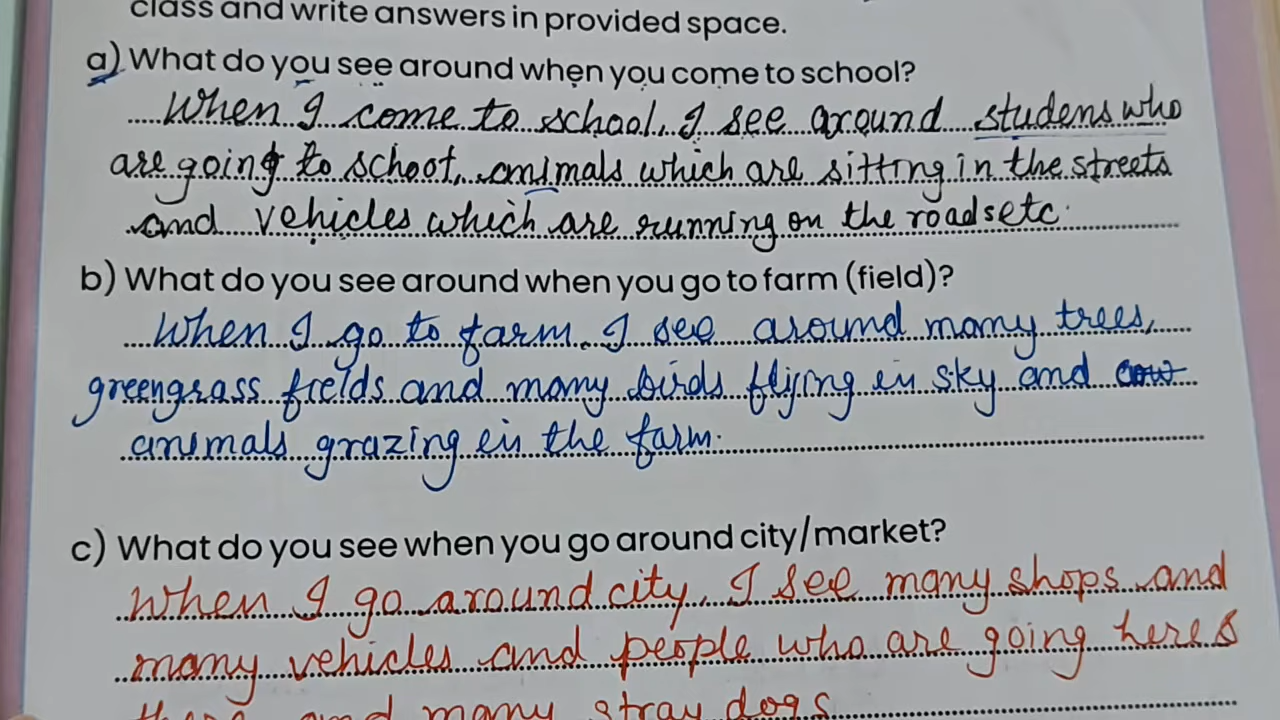 class and write answers in provided space.
a) What do you see around when you come to school?
When I come to school, I see around studens who
are going to school, animals which are sitting in the streets
and vehicles which are running on the roads etc.
b) What do you see around when you go to farm (field)?
When I go to farm, I see around many trees,
greengrass fields and many birds flying in sky and cow
animals grazing in the farm.
c) What do you see when you go around city/market?
When I go around city, I see many shops and
many vehicles and people who are going here &
there and many stray dogs